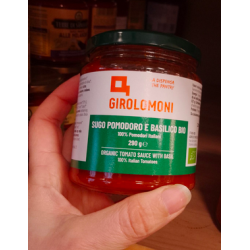 GIROLOMONI
SUGO POMODORO E BASILICO BIO
100% Pomodori Italiani
280 g e
ORGANIC TOMATO SAUCE WITH BASIL
100% Italian Tomatoes